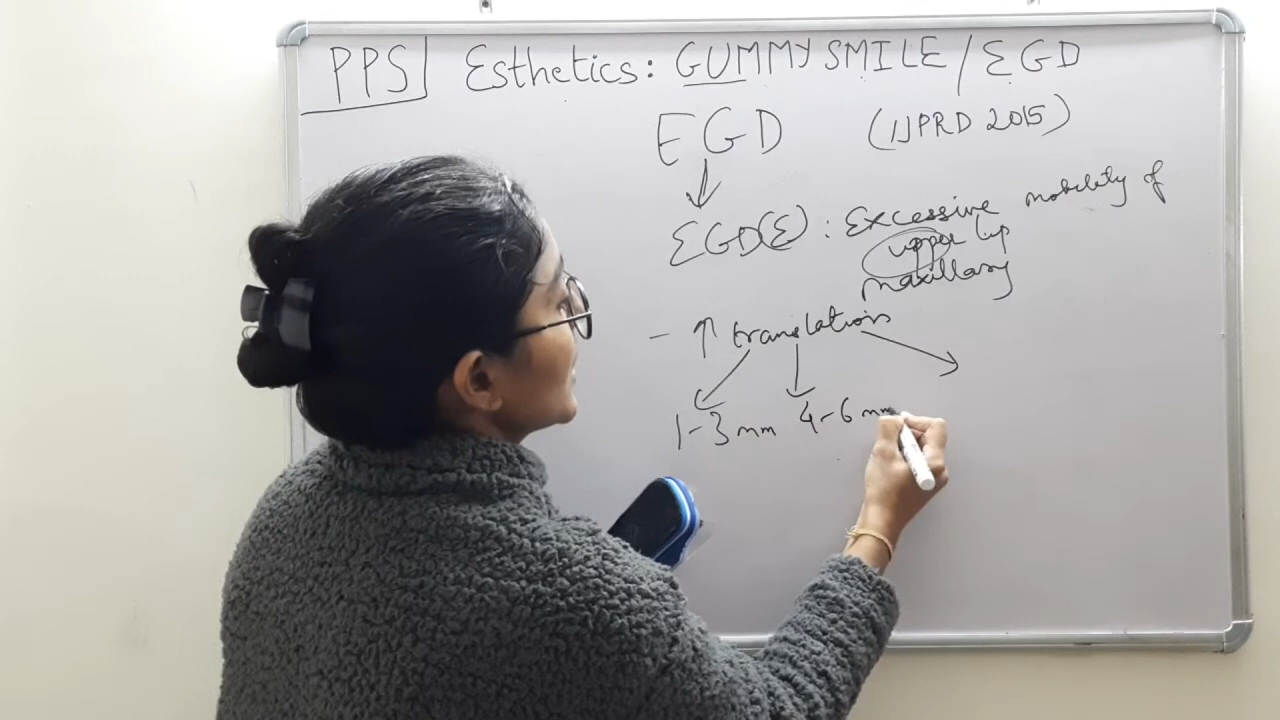 PPS Esthetics: GUMMY SMILE / EGD
EGD (IJPRD 2015)
EGD(E) : Excessive mobility of
upper lip
maxillary
- ↑ translation
1-3 mm 4-6 mm